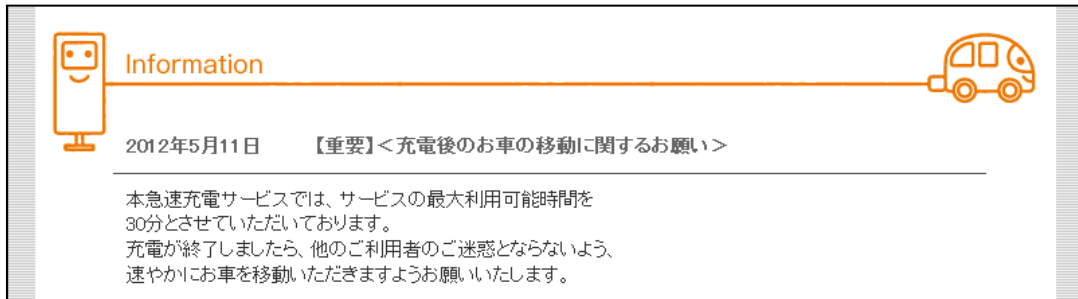 Information
2012年5月11日 【重要】＜充電後のお車の移動に関するお願い＞
本急速充電サービスでは、サービスの最大利用可能時間を
30分とさせていただいております。
充電が終了しましたら、他のご利用者のご迷惑とならないよう、
速やかにお車を移動いただきますようお願いいたします。